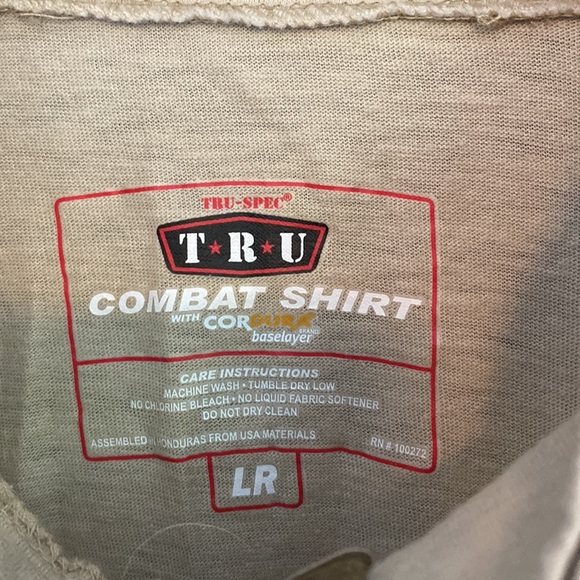 TRU-SPEC®
T★R★U
COMBAT SHIRT
WITH CORDURA BRAND
baselayer
CARE INSTRUCTIONS
MACHINE WASH • TUMBLE DRY LOW
NO CHLORINE BLEACH • NO LIQUID FABRIC SOFTENER
DO NOT DRY CLEAN
ASSEMBLED IN HONDURAS FROM USA MATERIALS
RN # 100272
LR